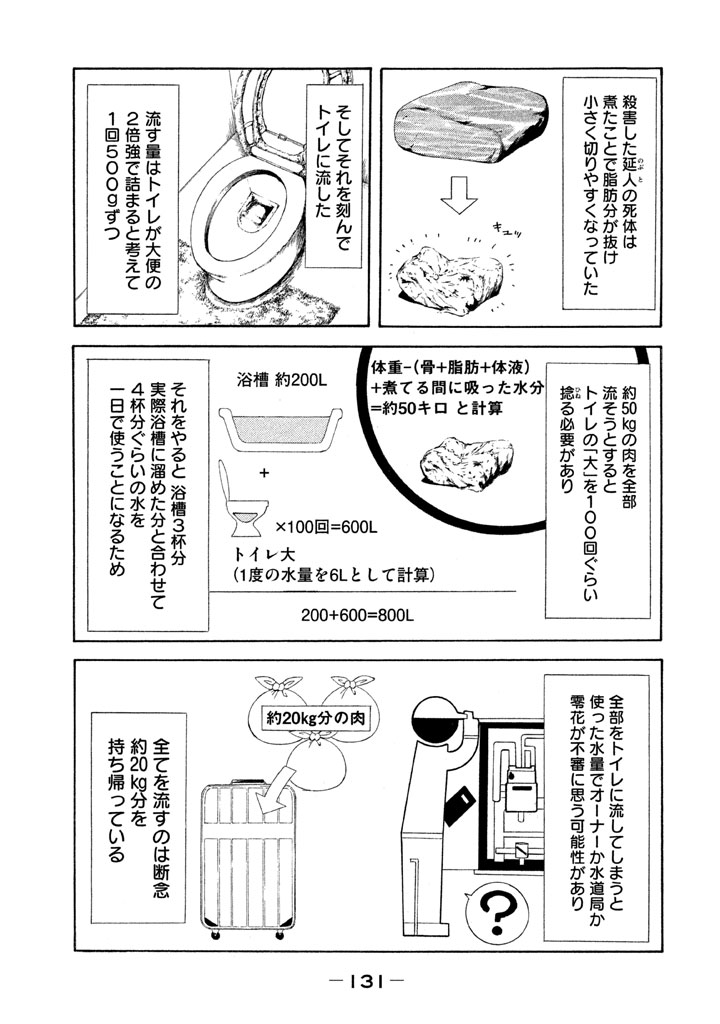 殺害した延人の死体は
のぶと
煮たことで脂肪分が抜け
小さく切りやすくなっていた
キュッ
そしてそれを刻んで
トイレに流した
流す量はトイレが大便の
2倍強で詰まると考えて
1回500gずつ
約50kgの肉を全部
流そうとすると
トイレの「大」を100回ぐらい
捻る必要があり
ひね
体重-(骨+脂肪+体液)
+煮てる間に吸った水分
=約50キロ と計算
浴槽 約200L
+
×100回=600L
トイレ大
(1度の水量を6Lとして計算)
200+600=800L
それをやると 浴槽3杯分
実際浴槽に溜めた分と合わせて
4杯分ぐらいの水を
一日で使うことになるため
全部をトイレに流してしまうと
使った水量でオーナーか水道局か
零花が不審に思う可能性があり
?
約20kg分の肉
全てを流すのは断念
約20kg分を
持ち帰っている
-131-